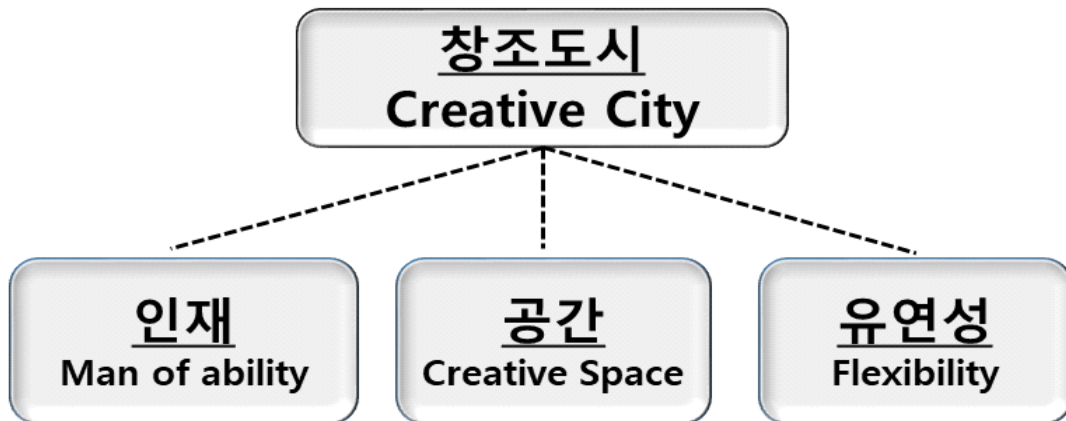 창조도시
Creative City
인재
Man of ability
공간
Creative Space
유연성
Flexibility